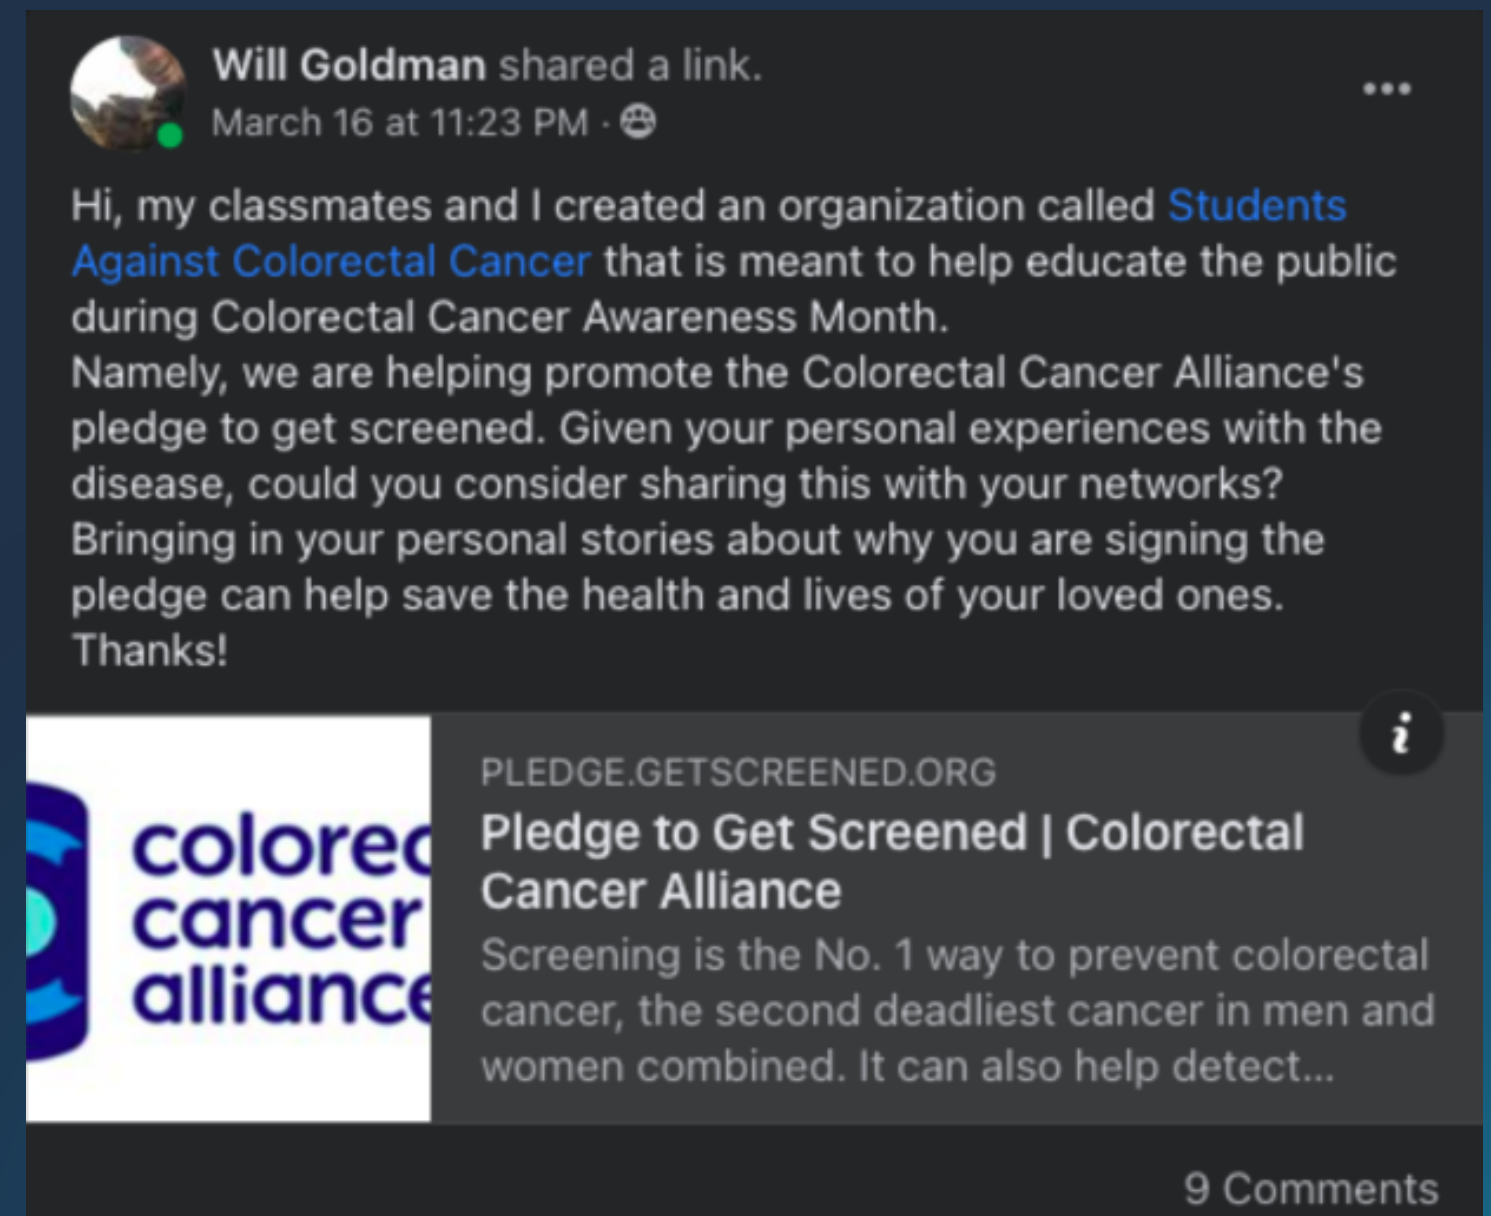 Will Goldman shared a link.
March 16 at 11:23 PM ·
Hi, my classmates and I created an organization called Students
Against Colorectal Cancer that is meant to help educate the public
during Colorectal Cancer Awareness Month.
Namely, we are helping promote the Colorectal Cancer Alliance's
pledge to get screened. Given your personal experiences with the
disease, could you consider sharing this with your networks?
Bringing in your personal stories about why you are signing the
pledge can help save the health and lives of your loved ones.
Thanks!
i
colorec
cancer
alliance
PLEDGE.GETSCREENED.ORG
Pledge to Get Screened | Colorectal
Cancer Alliance
Screening is the No. 1 way to prevent colorectal
cancer, the second deadliest cancer in men and
women combined. It can also help detect...
9 Comments